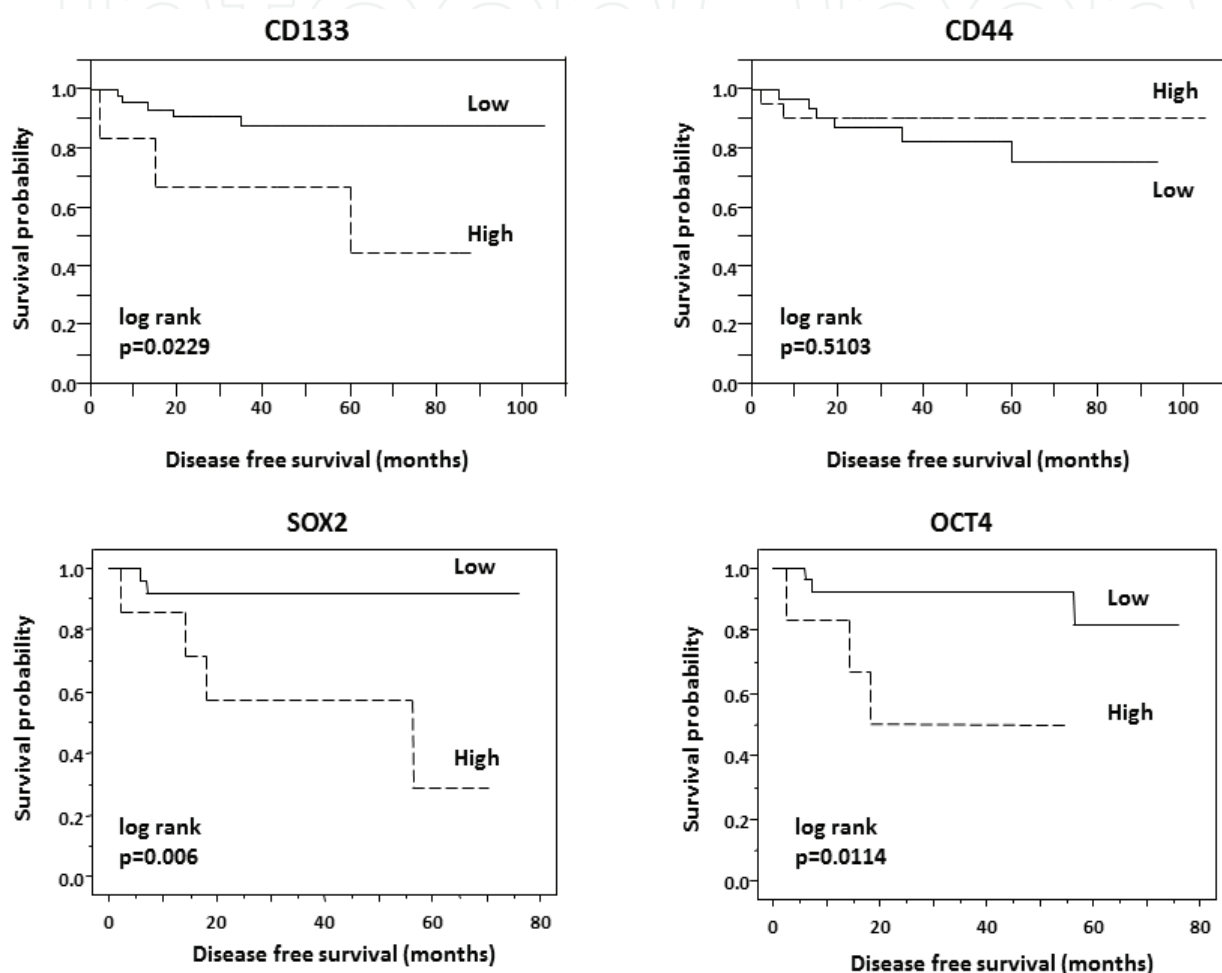 CD133
1.0
0.8
0.6
0.4
0.2
0.0
Survival probability
Low
High
log rank
p=0.0229
0 20 40 60 80 100
Disease free survival (months)
CD44
1.0
0.8
0.6
0.4
0.2
0.0
Survival probability
High
Low
log rank
p=0.5103
0 20 40 60 80 100
Disease free survival (months)
SOX2
1.0
0.8
0.6
0.4
0.2
0.0
Survival probability
Low
High
log rank
p=0.006
0 20 40 60 80
Disease free survival (months)
OCT4
1.0
0.8
0.6
0.4
0.2
0.0
Survival probability
Low
High
log rank
p=0.0114
0 20 40 60 80
Disease free survival (months)